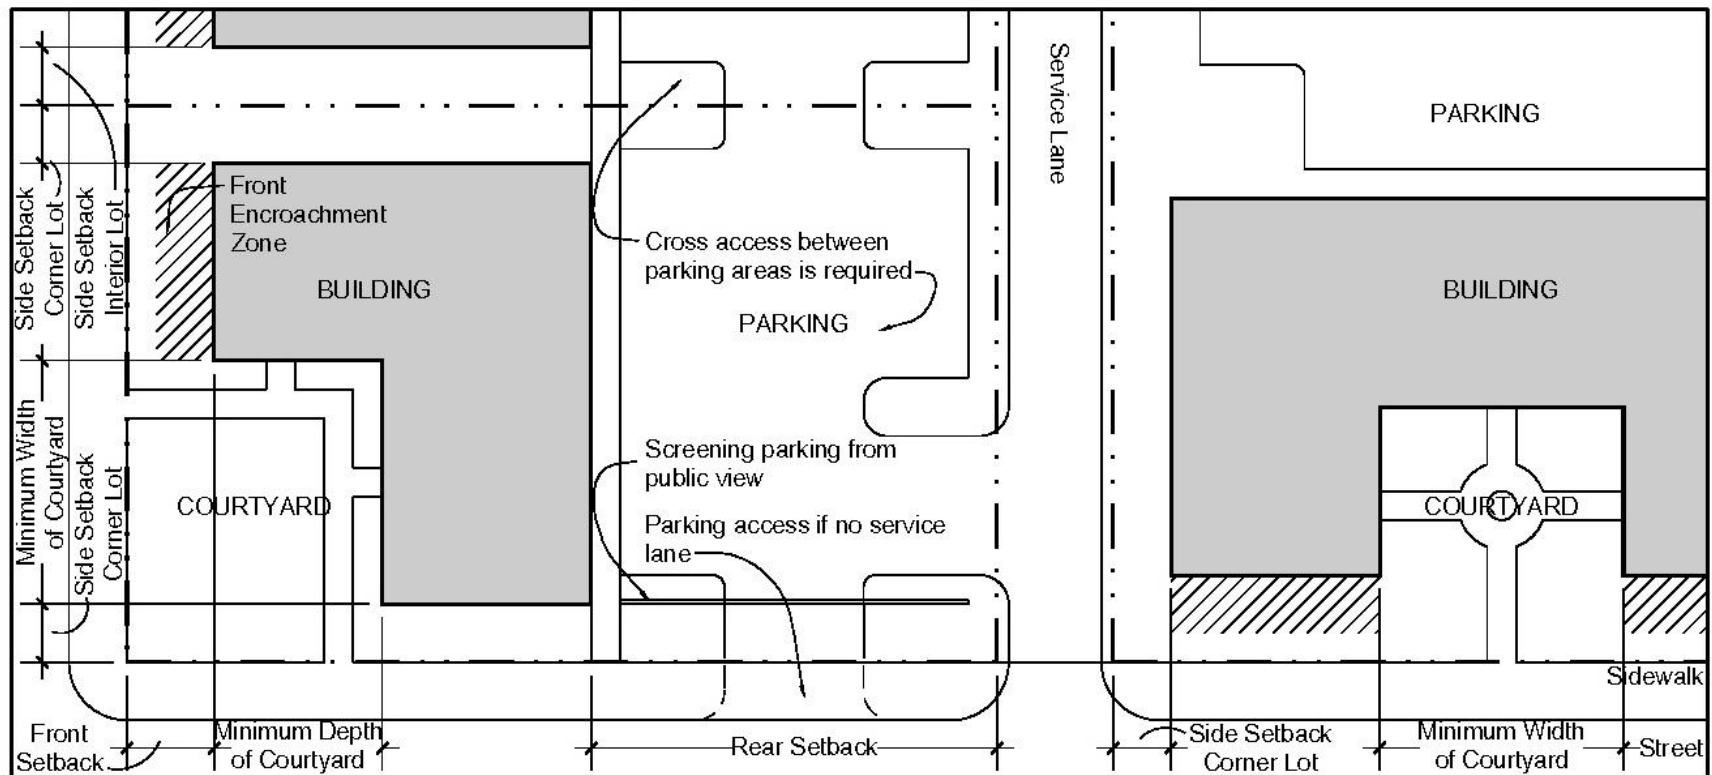 Service Lane
PARKING
Front
Encroachment
Zone
BUILDING
Cross access between
parking areas is required
PARKING
BUILDING
Side Setback
Corner Lot
Side Setback
Interior Lot
Minimum Width
of Courtyard
Side Setback
Corner Lot
COURTYARD
Screening parking from
public view
Parking access if no service
lane
COURTYARD
Sidewalk
Front
Setback
Minimum Depth
of Courtyard
Rear Setback
Side Setback
Corner Lot
Minimum Width
of Courtyard
Street